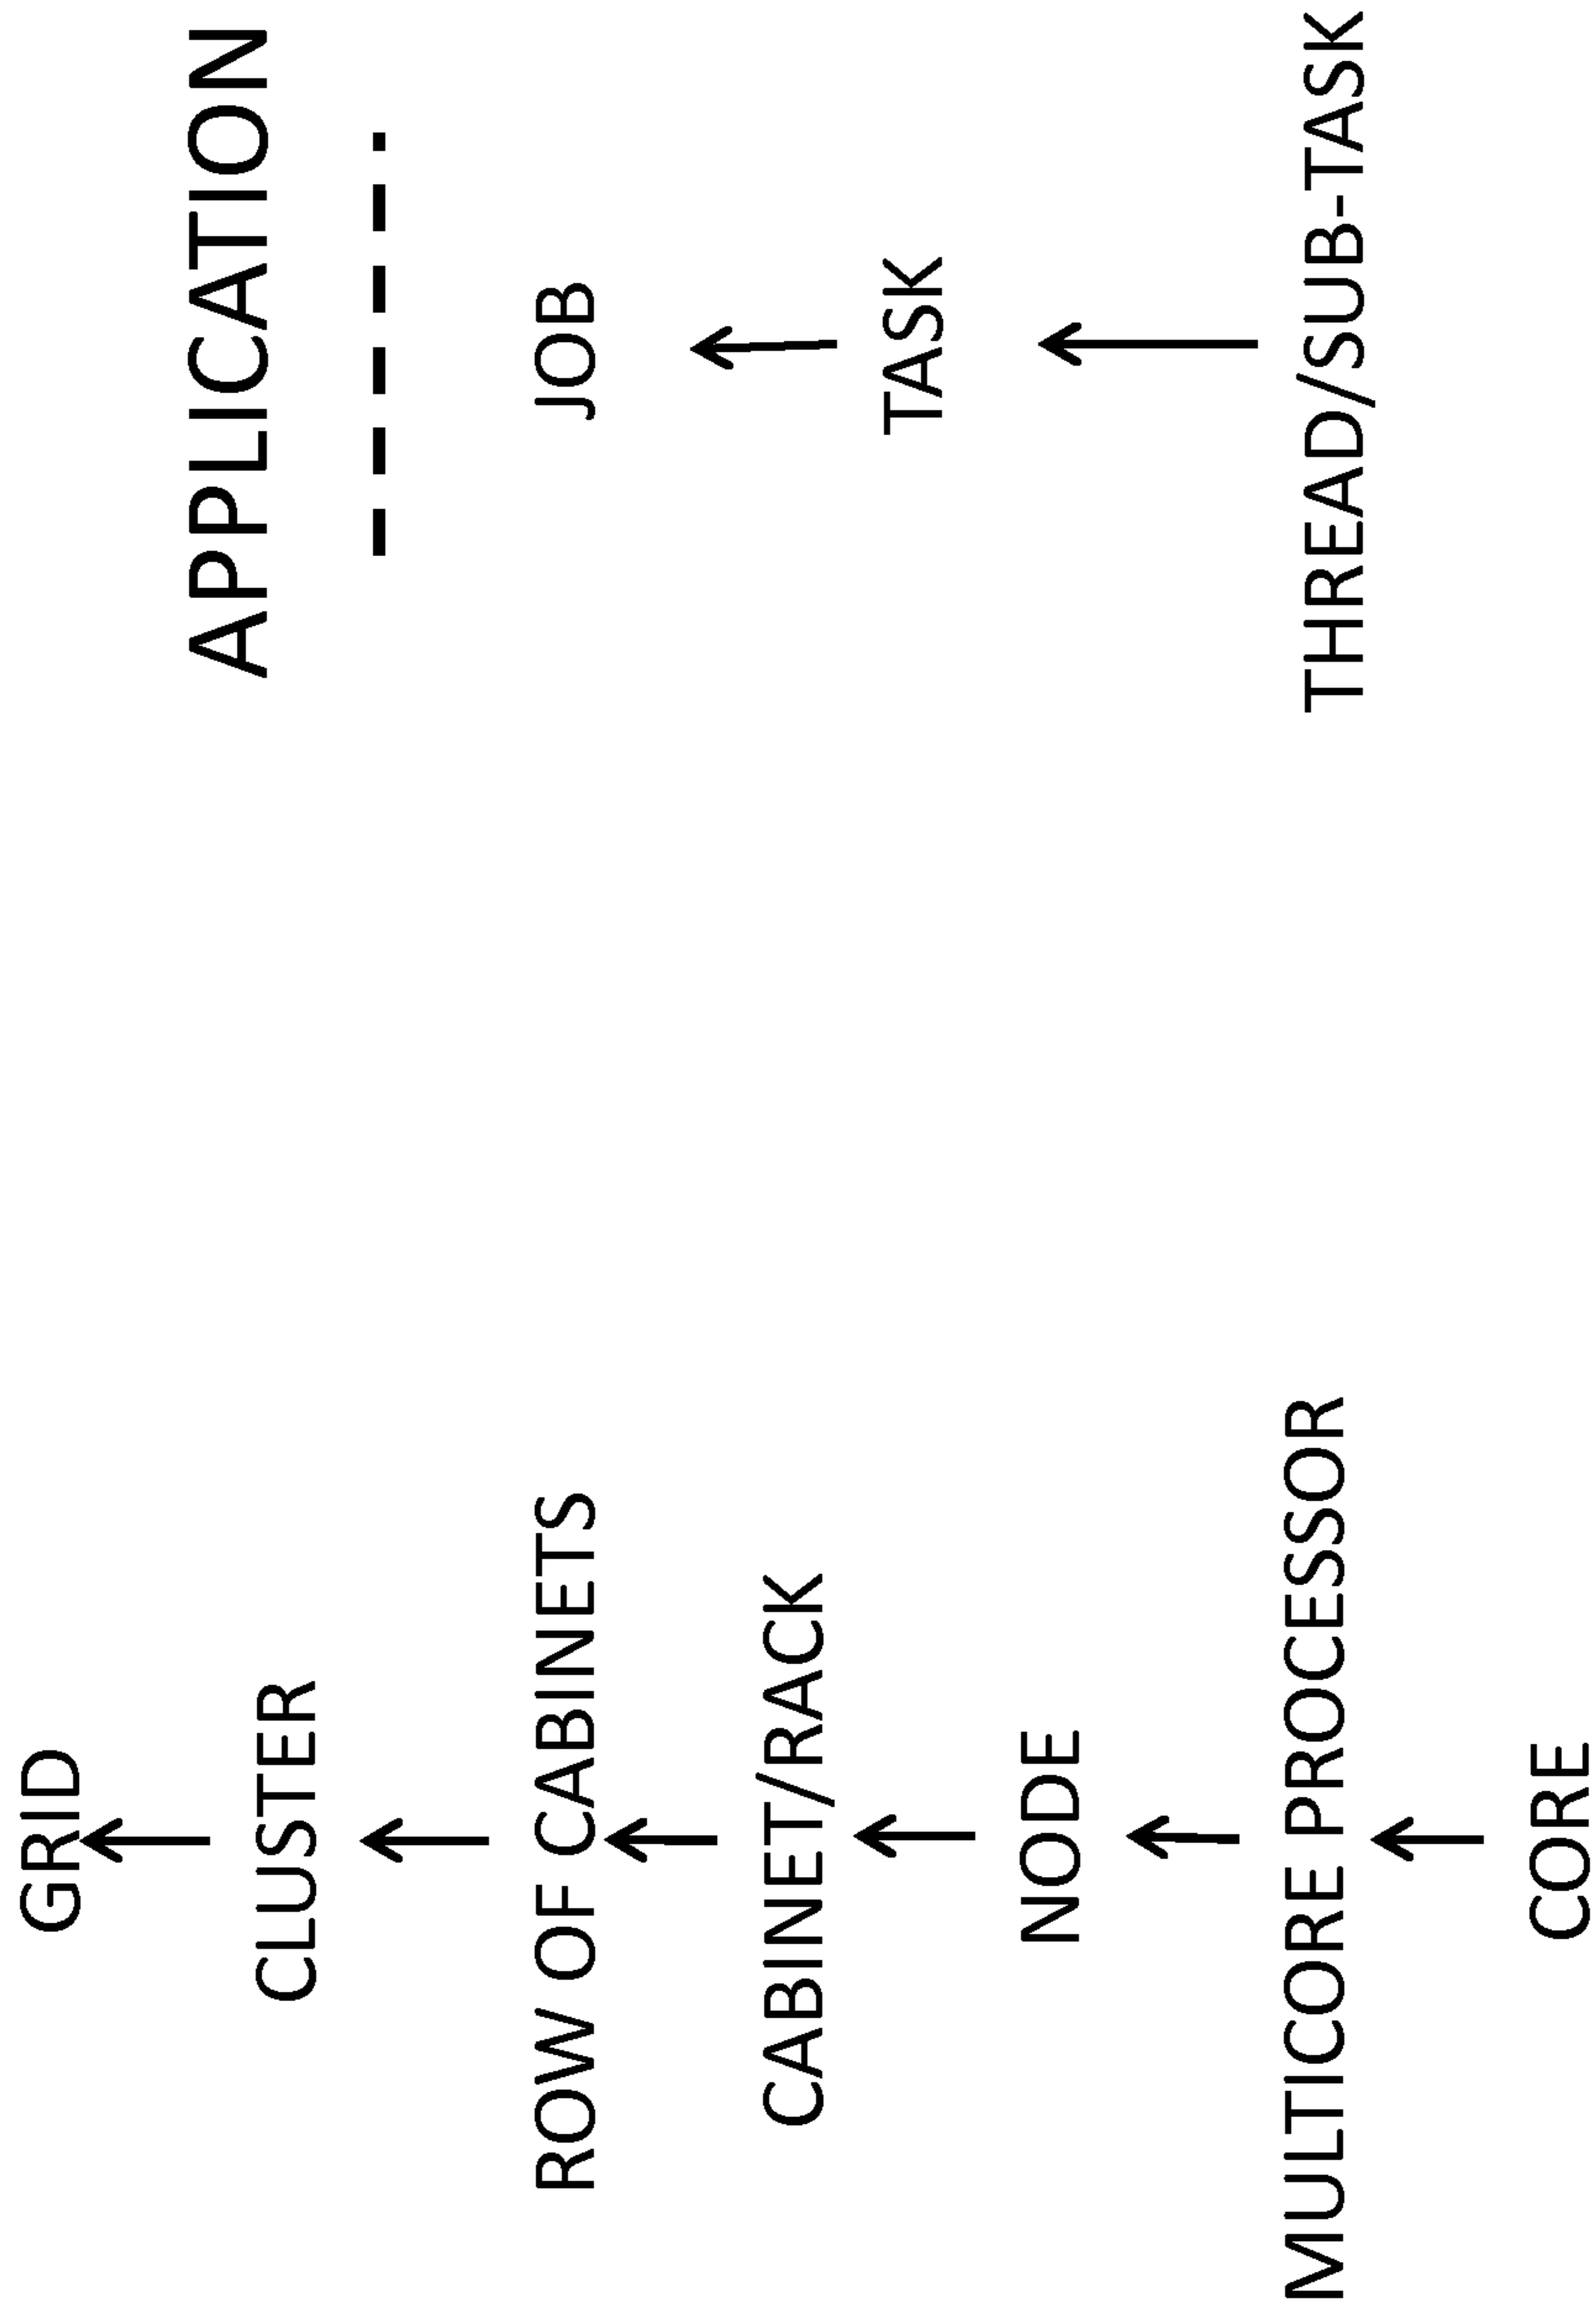 GRID
CLUSTER
ROW OF CABINETS
CABINET/RACK
NODE
MULTICORE PROCESSOR
CORE
APPLICATION
JOB
TASK
THREAD/SUB-TASK